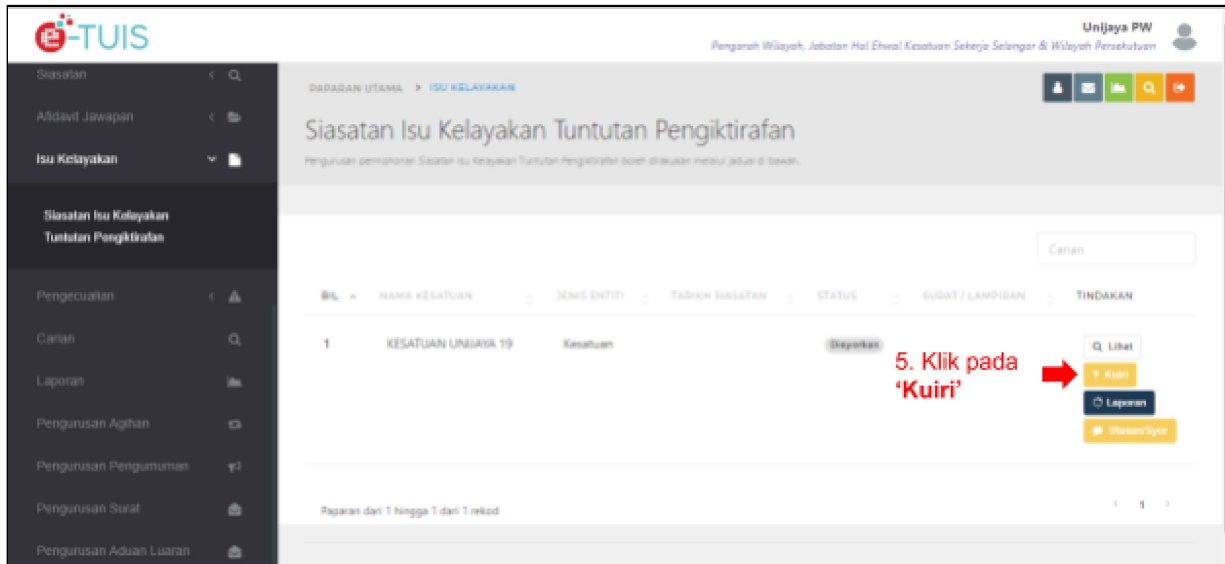 e-TUIS
Unijaya PW
Pengarah Wilayah, Jabatan Hal Ehwal Kesatuan Sekerja Selangor & Wilayah Persekutuan
Siasatan
Afidavit Jawapan
Isu Kelayakan
Siasatan Isu Kelayakan
Tuntutan Pengiktirafan
Pengecualian
Carian
Laporan
Pengurusan Agihan
Pengurusan Pengumuman
Pengurusan Surat
Pengurusan Aduan Luaran
PAPARAN UTAMA > ISU KELAYAKAN
Siasatan Isu Kelayakan Tuntutan Pengiktirafan
Pengurusan permohonan Siasatan Isu Kelayakan Tuntutan Pengiktirafan boleh dilakukan melalui jadual di bawah.
Carian
BIL. NAMA KESATUAN JENIS ENTITI TARIKH SIASATAN STATUS SURAT / LAMPIRAN TINDAKAN
1 KESATUAN UNIJAYA 19 Kesatuan Disyorkan
Lihat
? Kuiri
Laporan
Ulasan/Syor
5. Klik pada
‘Kuiri’
Paparan dari 1 hingga 1 dari 1 rekod
< 1 >